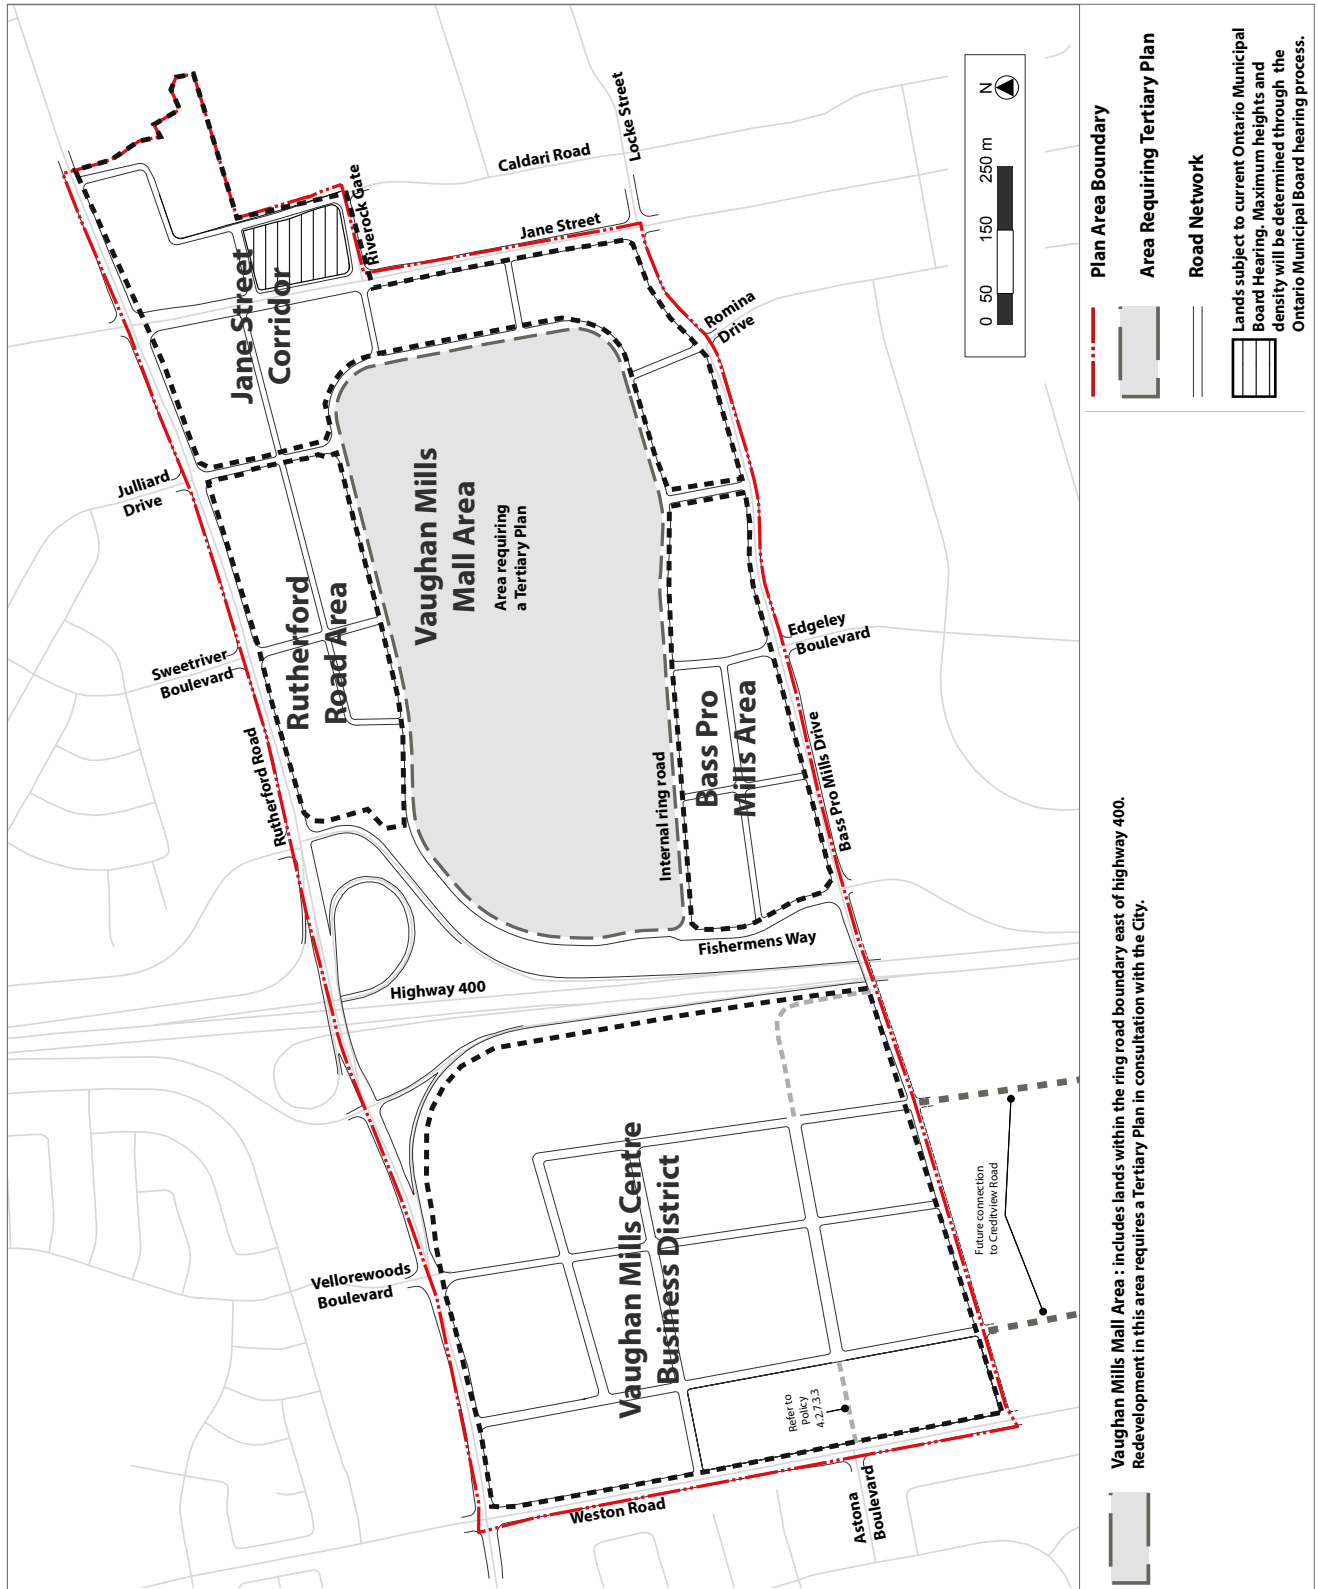 Rutherford Road
Julliard
Drive
Sweetriver
Boulevard
Vellorewoods
Boulevard
Weston Road
Astona
Boulevard
Highway 400
Fishermens Way
Internal ring road
Bass Pro Mills Drive
Edgeley
Boulevard
Romina
Drive
Jane Street
Locke Street
Caldari Road
Riverock Gate
Jane Street
Corridor
Rutherford
Road Area
Vaughan Mills
Mall Area
Area requiring
a Tertiary Plan
Bass Pro
Mills Area
Vaughan Mills Centre
Business District
Refer to
Policy
4.2.7.3.3
Future connection
to Creditview Road
0
50
150
250 m
N
Plan Area Boundary
Area Requiring Tertiary Plan
Road Network
Lands subject to current Ontario Municipal
Board Hearing. Maximum heights and
density will be determined through the
Ontario Municipal Board hearing process.
Vaughan Mills Mall Area : includes lands within the ring road boundary east of highway 400.
Redevelopment in this area requires a Tertiary Plan in consultation with the City.